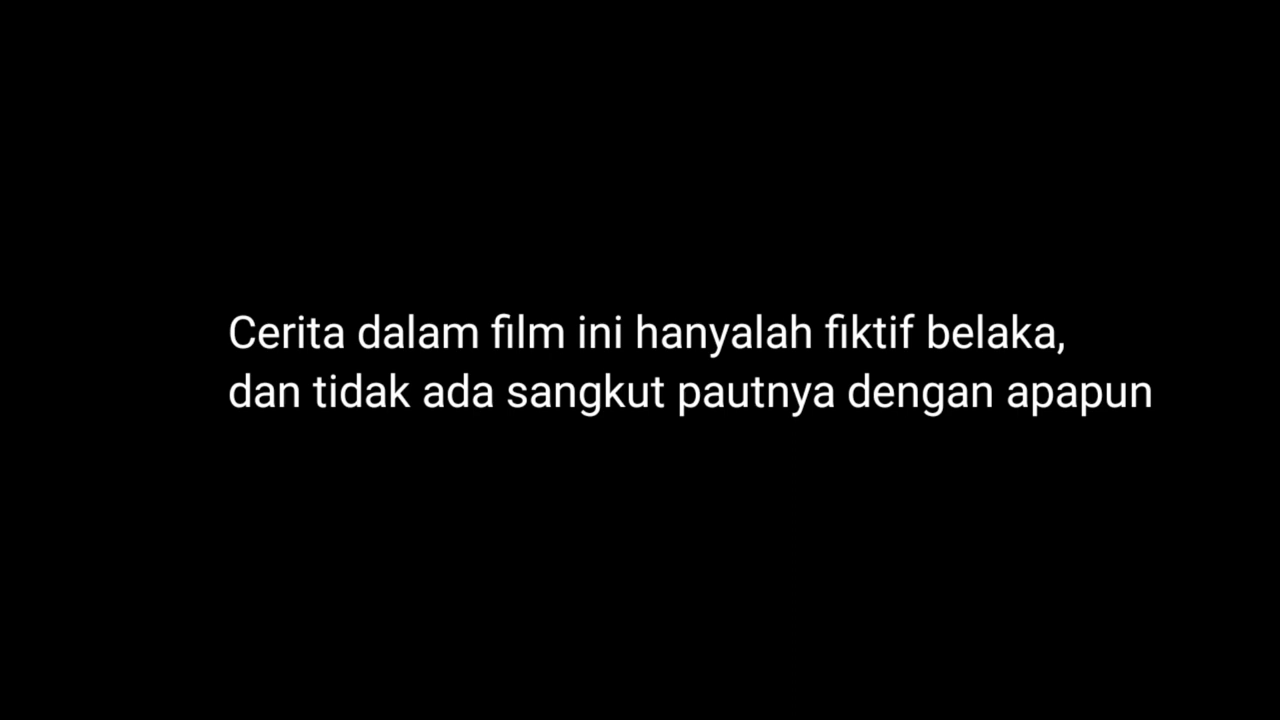 Cerita dalam film ini hanyalah fiktif belaka,
dan tidak ada sangkut pautnya dengan apapun